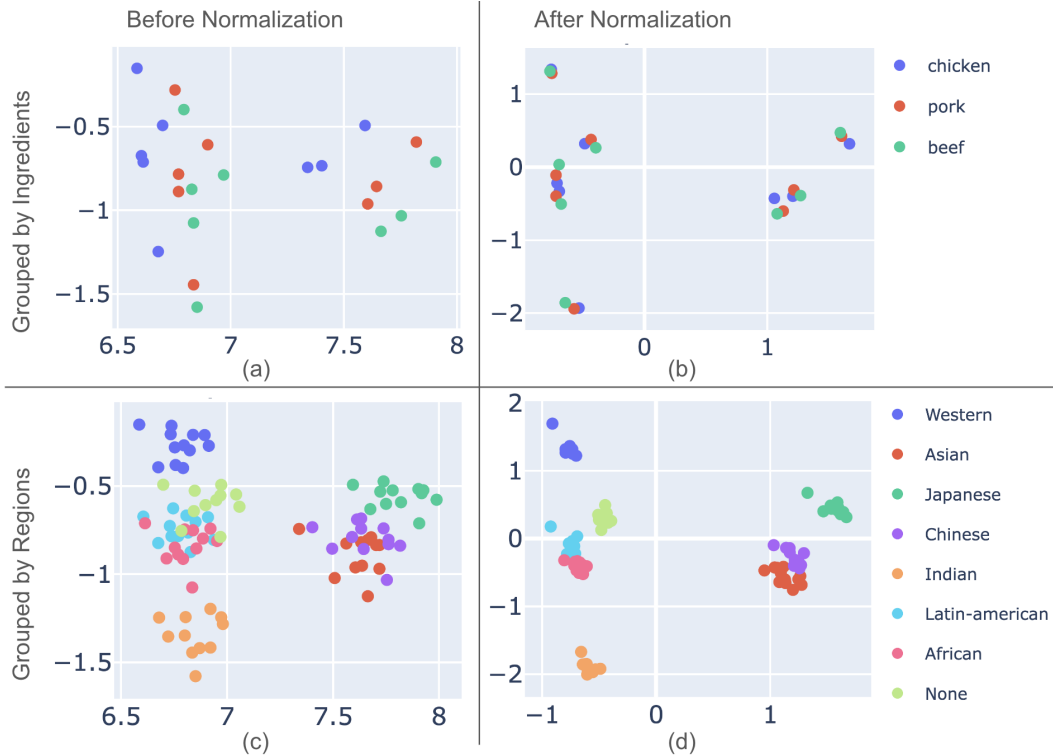 Before Normalization
After Normalization
Grouped by Ingredients
−0.5
−1
−1.5
6.5 7 7.5 8
(a)
1
0
−1
−2
0 1
(b)
chicken
pork
beef
Grouped by Regions
−0.5
−1
−1.5
6.5 7 7.5 8
(c)
2
1
0
−1
−2
−1 0 1
(d)
Western
Asian
Japanese
Chinese
Indian
Latin-american
African
None